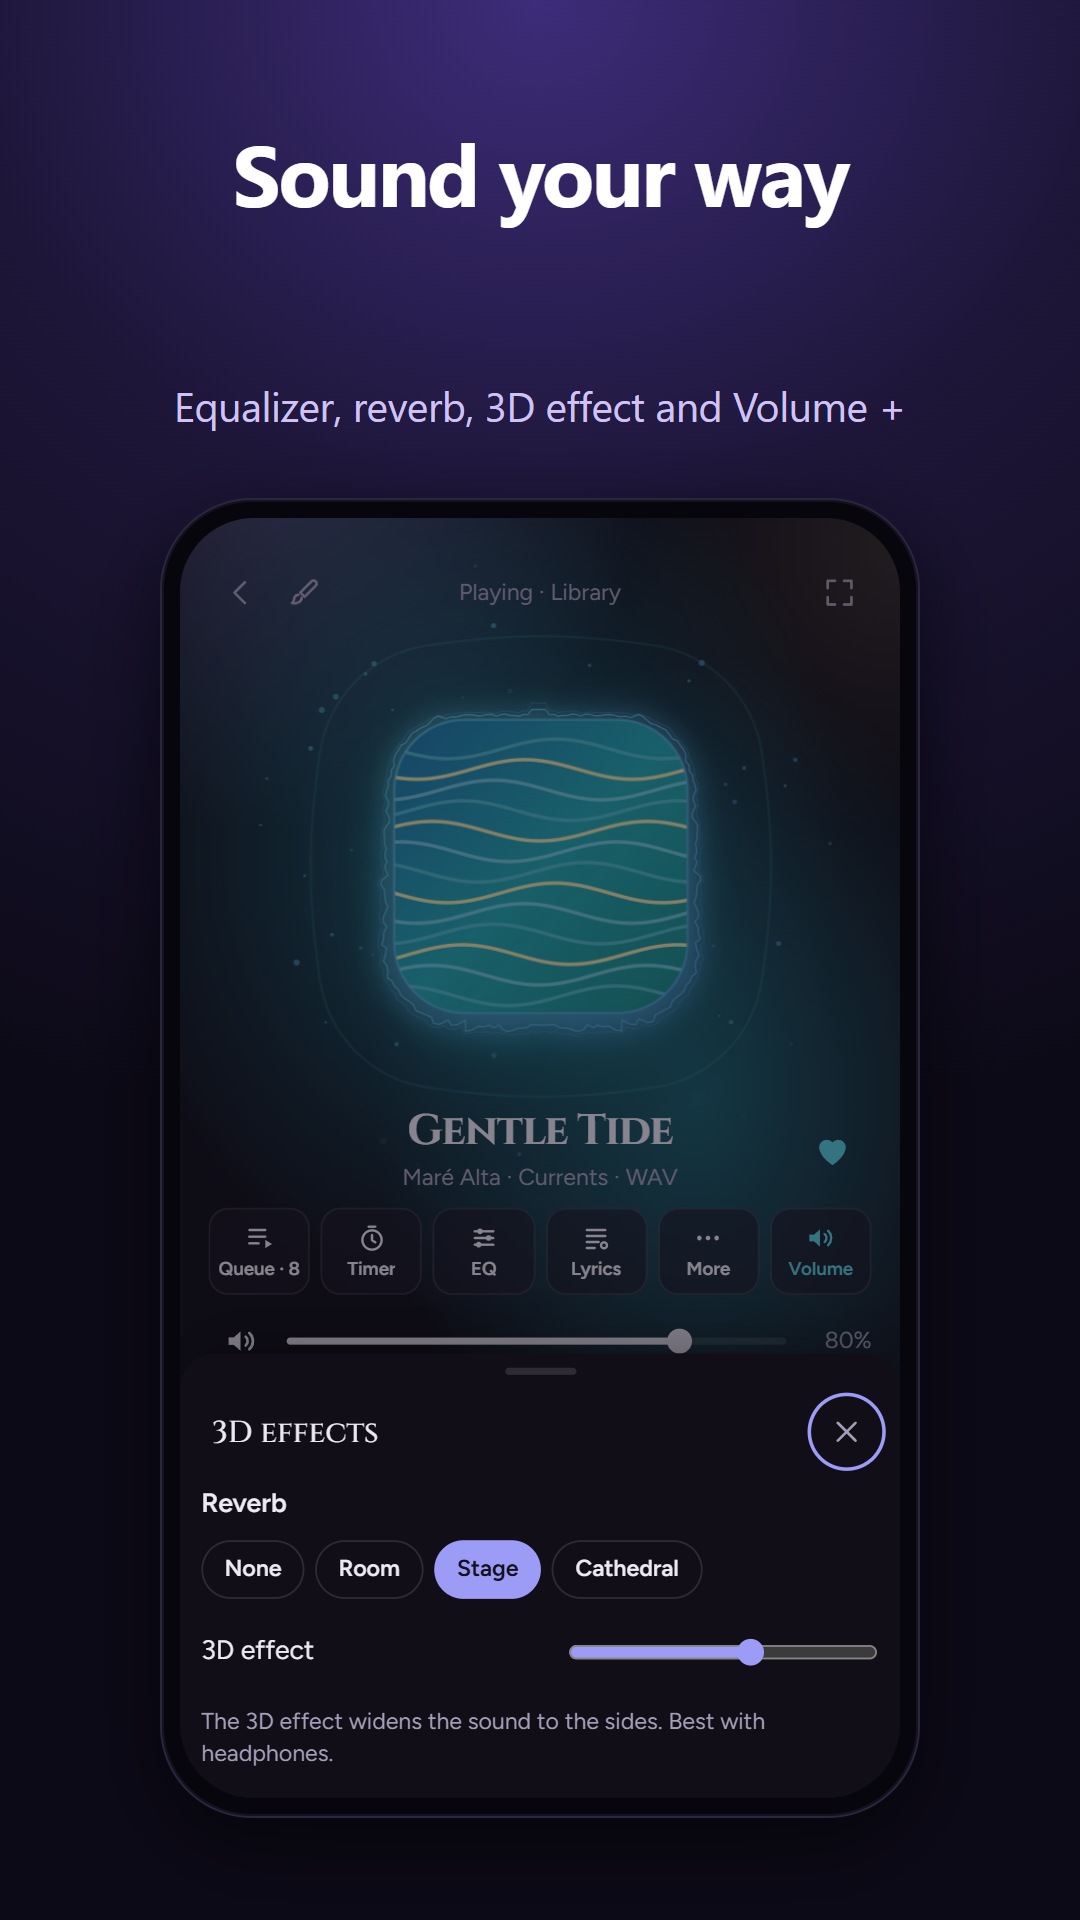 Sound your way
Equalizer, reverb, 3D effect and Volume +
Playing · Library
Gentle Tide
Maré Alta · Currents · WAV
Queue · 8
Timer
EQ
Lyrics
More
Volume
80%
3D effects
Reverb
None
Room
Stage
Cathedral
3D effect
The 3D effect widens the sound to the sides. Best with
headphones.